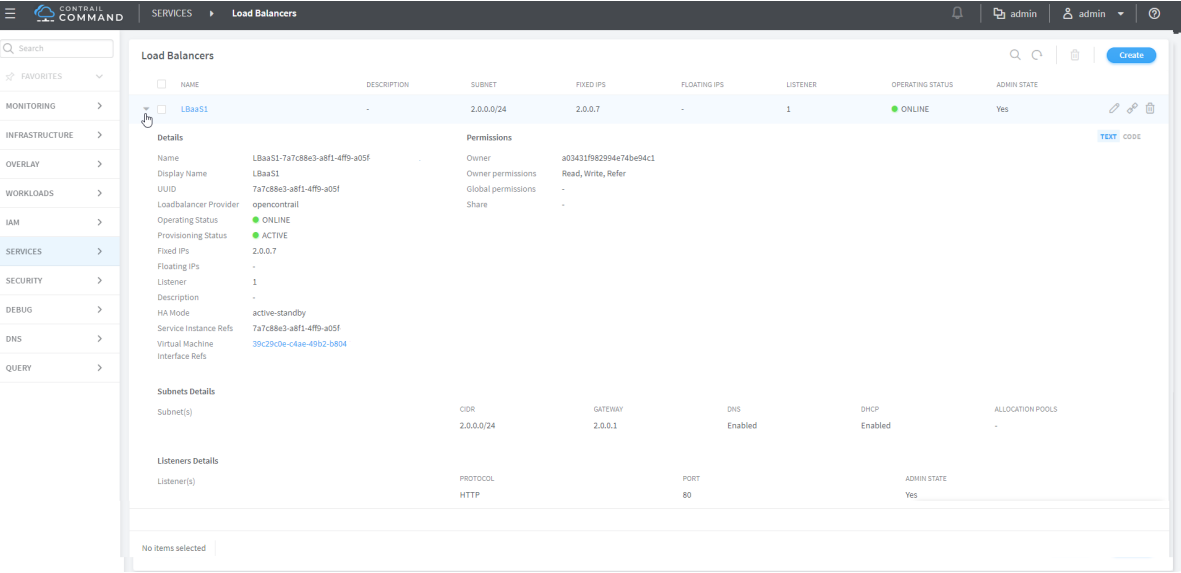 CONTRAIL COMMAND SERVICES Load Balancers admin admin
Search
FAVORITES
MONITORING
INFRASTRUCTURE
OVERLAY
WORKLOADS
IAM
SERVICES
SECURITY
DEBUG
DNS
QUERY
Load Balancers Create
NAME DESCRIPTION SUBNET FIXED IPS FLOATING IPS LISTENER OPERATING STATUS ADMIN STATE
LBaaS1 - 2.0.0.0/24 2.0.0.7 - 1 ONLINE Yes
Details Permissions TEXT CODE
Name LBaaS1-7a7c88e3-a8f1-4ff9-a05f Owner a03431f982994e74be94c1
Display Name LBaaS1 Owner permissions Read, Write, Refer
UUID 7a7c88e3-a8f1-4ff9-a05f Global permissions -
Loadbalancer Provider opencontrail Share -
Operating Status ONLINE
Provisioning Status ACTIVE
Fixed IPs 2.0.0.7
Floating IPs -
Listener 1
Description -
HA Mode active-standby
Service Instance Refs 7a7c88e3-a8f1-4ff9-a05f
Virtual Machine 39c29c0e-c4ae-49b2-b804
Interface Refs
Subnets Details
Subnet(s) CIDR GATEWAY DNS DHCP ALLOCATION POOLS
2.0.0.0/24 2.0.0.1 Enabled Enabled -
Listeners Details
Listener(s) PROTOCOL PORT ADMIN STATE
HTTP 80 Yes
No items selected